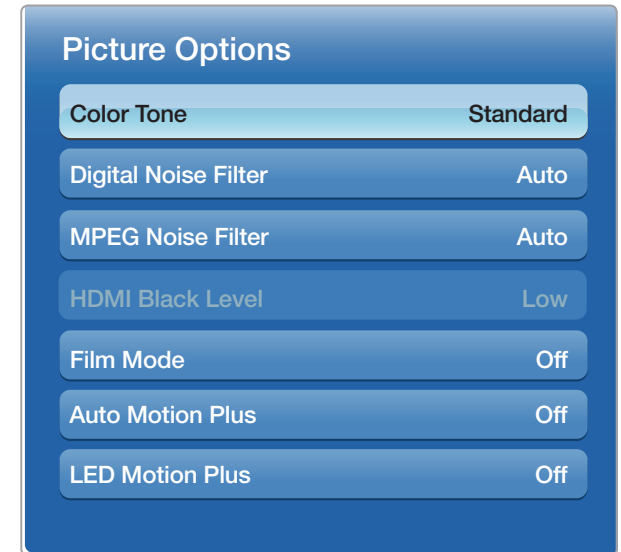 Picture Options
Color Tone Standard
Digital Noise Filter Auto
MPEG Noise Filter Auto
HDMI Black Level Low
Film Mode Off
Auto Motion Plus Off
LED Motion Plus Off